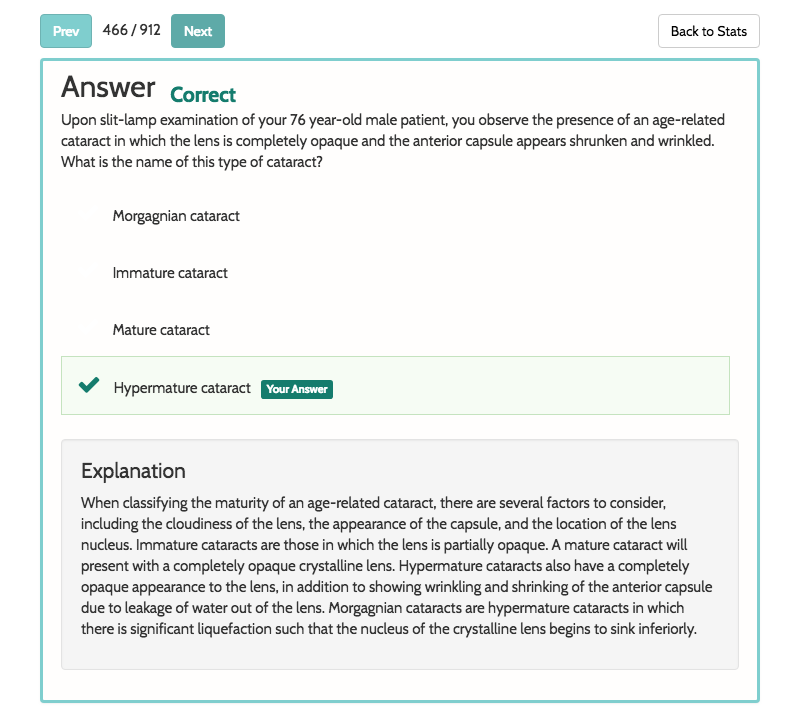 Prev 466 / 912 Next Back to Stats
Answer Correct
Upon slit-lamp examination of your 76 year-old male patient, you observe the presence of an age-related
cataract in which the lens is completely opaque and the anterior capsule appears shrunken and wrinkled.
What is the name of this type of cataract?
Morgagnian cataract
Immature cataract
Mature cataract
Hypermature cataract Your Answer
Explanation
When classifying the maturity of an age-related cataract, there are several factors to consider,
including the cloudiness of the lens, the appearance of the capsule, and the location of the lens
nucleus. Immature cataracts are those in which the lens is partially opaque. A mature cataract will
present with a completely opaque crystalline lens. Hypermature cataracts also have a completely
opaque appearance to the lens, in addition to showing wrinkling and shrinking of the anterior capsule
due to leakage of water out of the lens. Morgagnian cataracts are hypermature cataracts in which
there is significant liquefaction such that the nucleus of the crystalline lens begins to sink inferiorly.